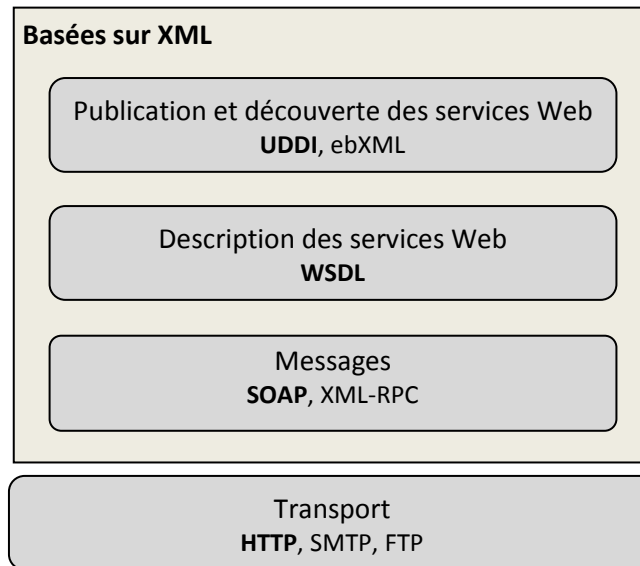 Basées sur XML
Publication et découverte des services Web
UDDI, ebXML
Description des services Web
WSDL
Messages
SOAP, XML-RPC
Transport
HTTP, SMTP, FTP